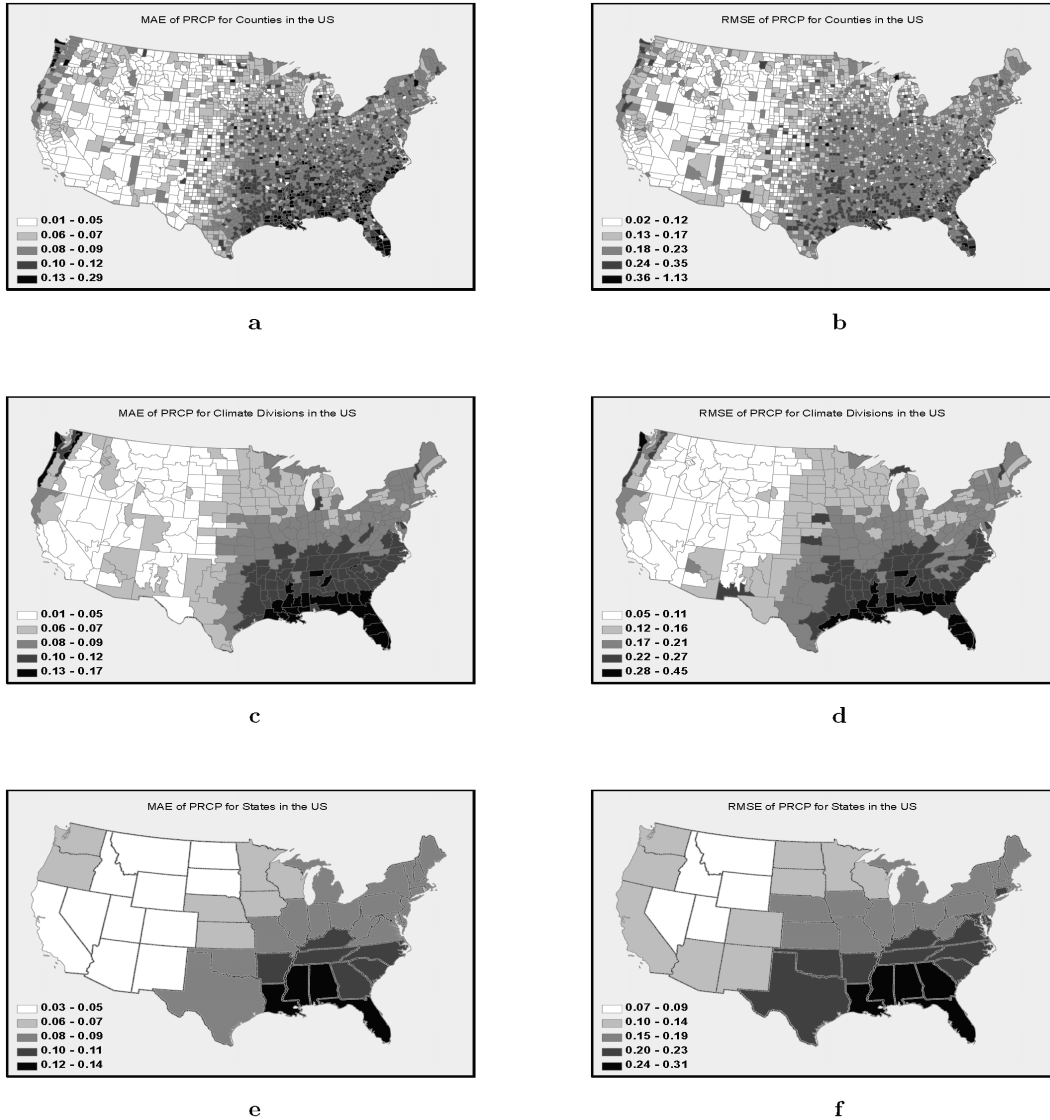 MAE of PRCP for Counties in the US
0.01 - 0.05
0.06 - 0.07
0.08 - 0.09
0.10 - 0.12
0.13 - 0.29
a
RMSE of PRCP for Counties in the US
0.02 - 0.12
0.13 - 0.17
0.18 - 0.23
0.24 - 0.35
0.36 - 1.13
b
MAE of PRCP for Climate Divisions in the US
0.01 - 0.05
0.06 - 0.07
0.08 - 0.09
0.10 - 0.12
0.13 - 0.17
c
RMSE of PRCP for Climate Divisions in the US
0.05 - 0.11
0.12 - 0.16
0.17 - 0.21
0.22 - 0.27
0.28 - 0.45
d
MAE of PRCP for States in the US
0.03 - 0.05
0.06 - 0.07
0.08 - 0.09
0.10 - 0.11
0.12 - 0.14
e
RMSE of PRCP for States in the US
0.07 - 0.09
0.10 - 0.14
0.15 - 0.19
0.20 - 0.23
0.24 - 0.31
f